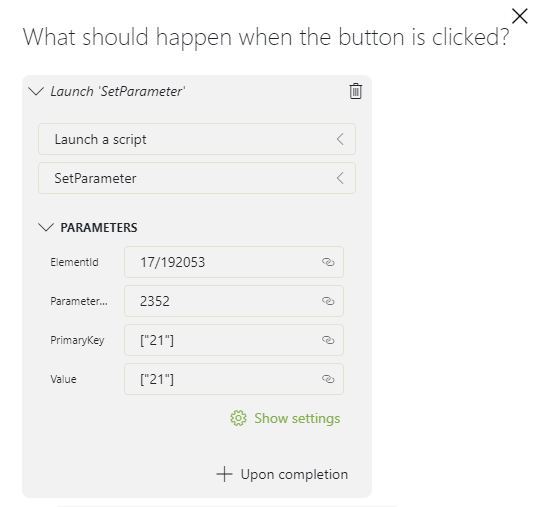 What should happen when the button is clicked?
Launch 'SetParameter'
Launch a script
SetParameter
PARAMETERS
ElementId 17/192053
Parameter... 2352
PrimaryKey ["21"]
Value ["21"]
Show settings
Upon completion